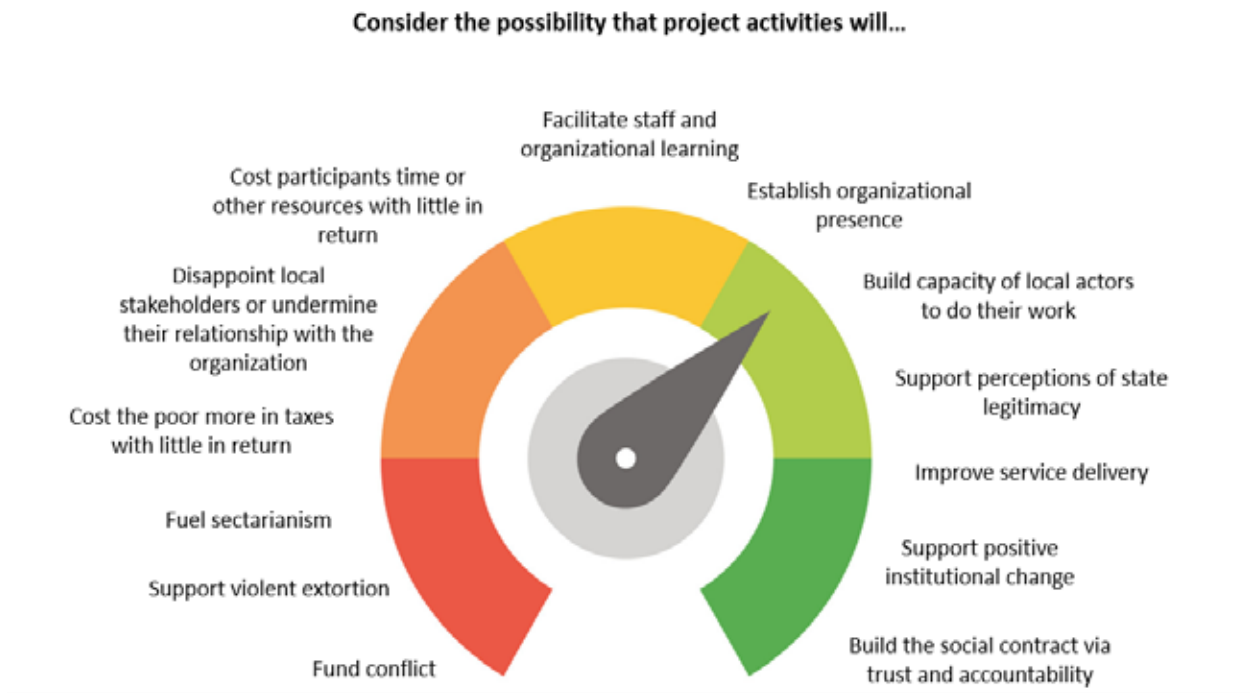 Consider the possibility that project activities will...
Facilitate staff and
organizational learning
Cost participants time or
other resources with little in
return
Establish organizational
presence
Disappoint local
stakeholders or undermine
their relationship with the
organization
Build capacity of local actors
to do their work
Cost the poor more in taxes
with little in return
Support perceptions of state
legitimacy
Improve service delivery
Fuel sectarianism
Support positive
institutional change
Support violent extortion
Build the social contract via
trust and accountability
Fund conflict